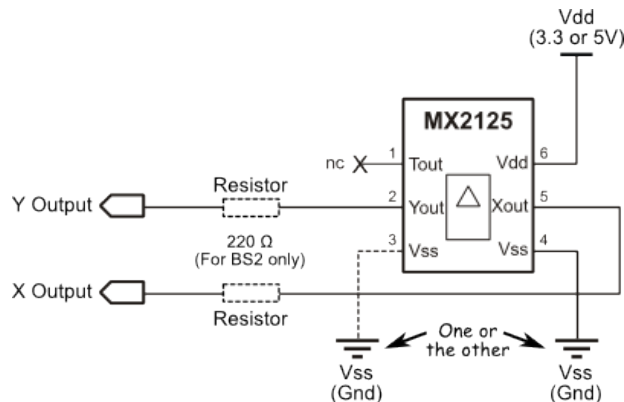 Vdd
(3.3 or 5V)
MX2125
nc
1
Tout
Vdd
6
Resistor
Y Output
2
Yout
Xout
5
220 Ω
(For BS2 only)
3
Vss
Vss
4
X Output
Resistor
One or
the other
Vss
(Gnd)
Vss
(Gnd)